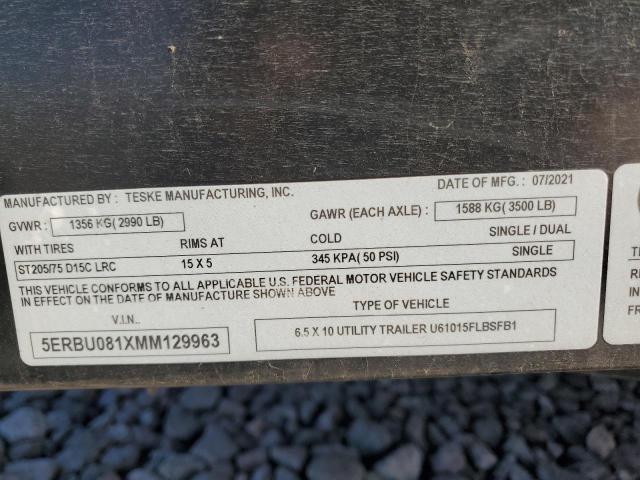 MANUFACTURED BY : TESKE MANUFACTURING, INC. DATE OF MFG. : 07/2021
GVWR : 1356 KG( 2990 LB) GAWR (EACH AXLE) : 1588 KG( 3500 LB)
WITH TIRES RIMS AT COLD SINGLE / DUAL
ST205/75 D15C LRC 15 X 5 345 KPA( 50 PSI) SINGLE
THIS VEHICLE CONFORMS TO ALL APPLICABLE U.S. FEDERAL MOTOR VEHICLE SAFETY STANDARDS
IN EFFECT ON THE DATE OF MANUFACTURE SHOWN ABOVE
V.I.N.. TYPE OF VEHICLE
5ERBU081XMM129963 6.5 X 10 UTILITY TRAILER U61015FLBSFB1